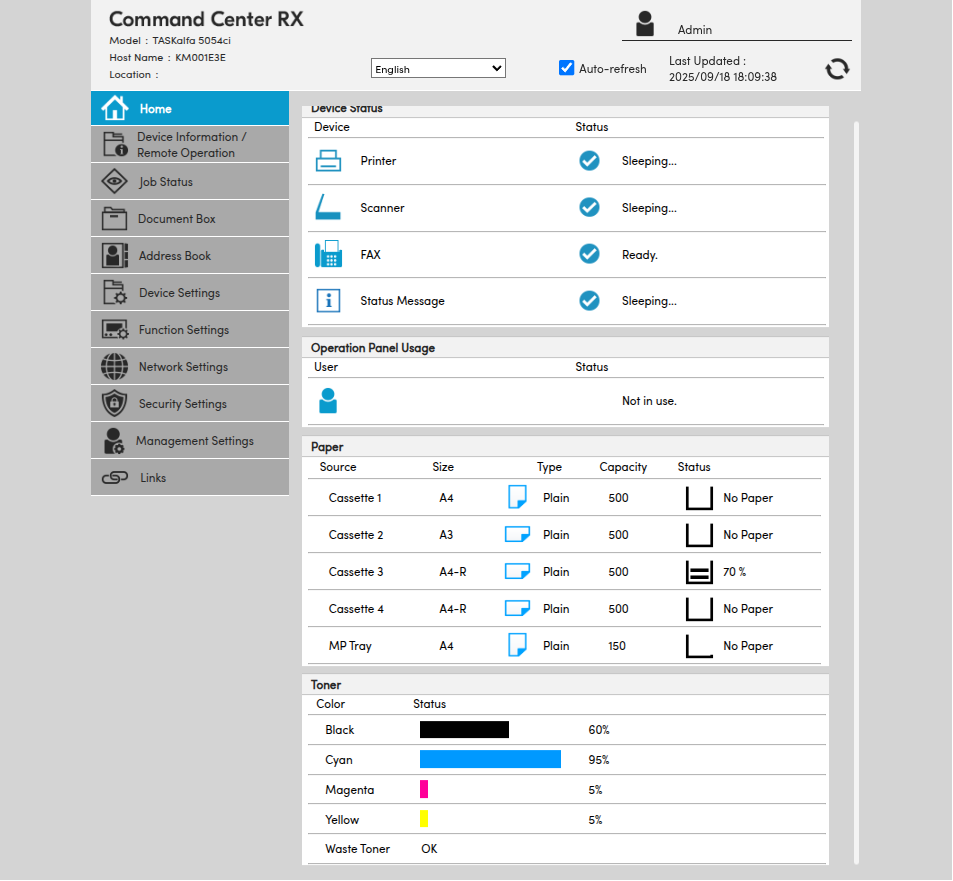 Command Center RX
Model : TASKalfa 5054ci
Host Name : KM001E3E
Location :
English
Auto-refresh
Admin
Last Updated :
2025/09/18 18:09:38
Home
Device Information /
Remote Operation
Job Status
Document Box
Address Book
Device Settings
Function Settings
Network Settings
Security Settings
Management Settings
Links
Device Status
Device Status
Printer Sleeping...
Scanner Sleeping...
FAX Ready.
Status Message Sleeping...
Operation Panel Usage
User Status
Not in use.
Paper
Source Size Type Capacity Status
Cassette 1 A4 Plain 500 No Paper
Cassette 2 A3 Plain 500 No Paper
Cassette 3 A4-R Plain 500 70 %
Cassette 4 A4-R Plain 500 No Paper
MP Tray A4 Plain 150 No Paper
Toner
Color Status
Black 60%
Cyan 95%
Magenta 5%
Yellow 5%
Waste Toner OK